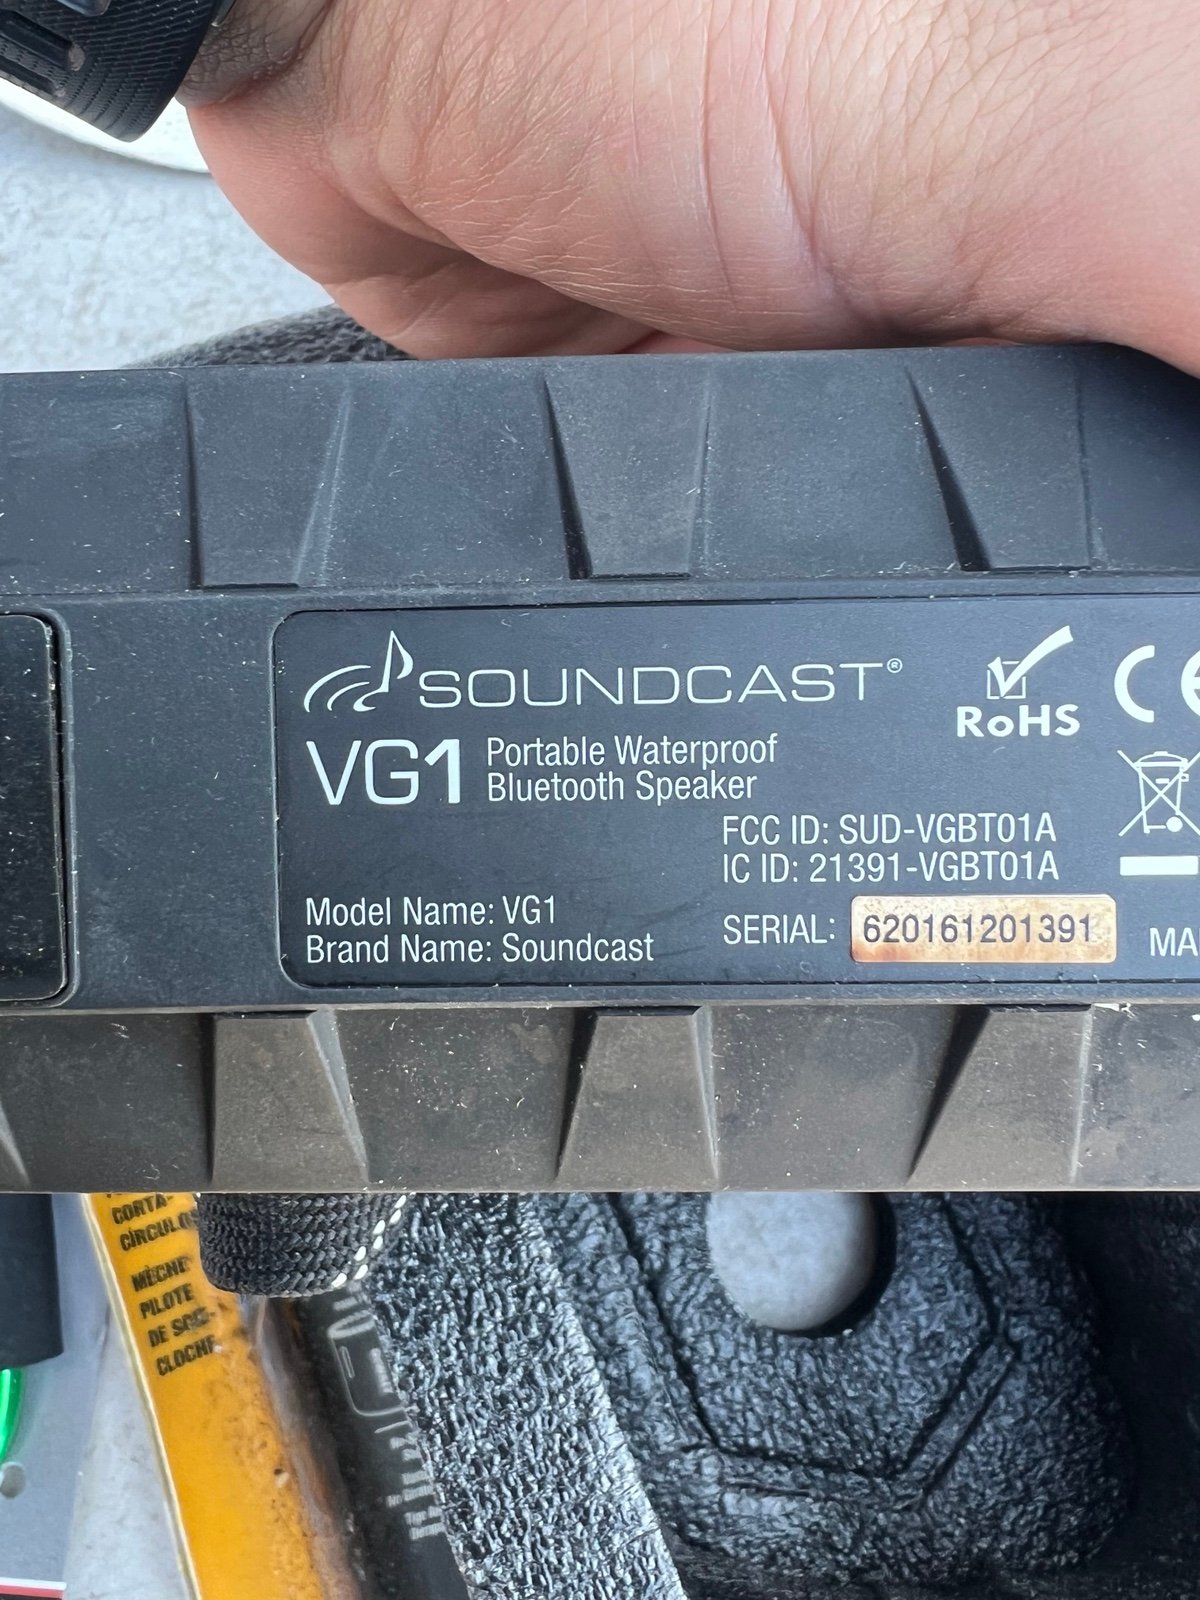 SOUNDCAST®
VG1 Portable Waterproof
Bluetooth Speaker
RoHS
CE
FCC ID: SUD-VGBT01A
IC ID: 21391-VGBT01A
Model Name: VG1
Brand Name: Soundcast
SERIAL: 620161201391
CORTA-
CÍRCULOS
MÈCHE
PILOTE
DE SCIE-
CLOCHE